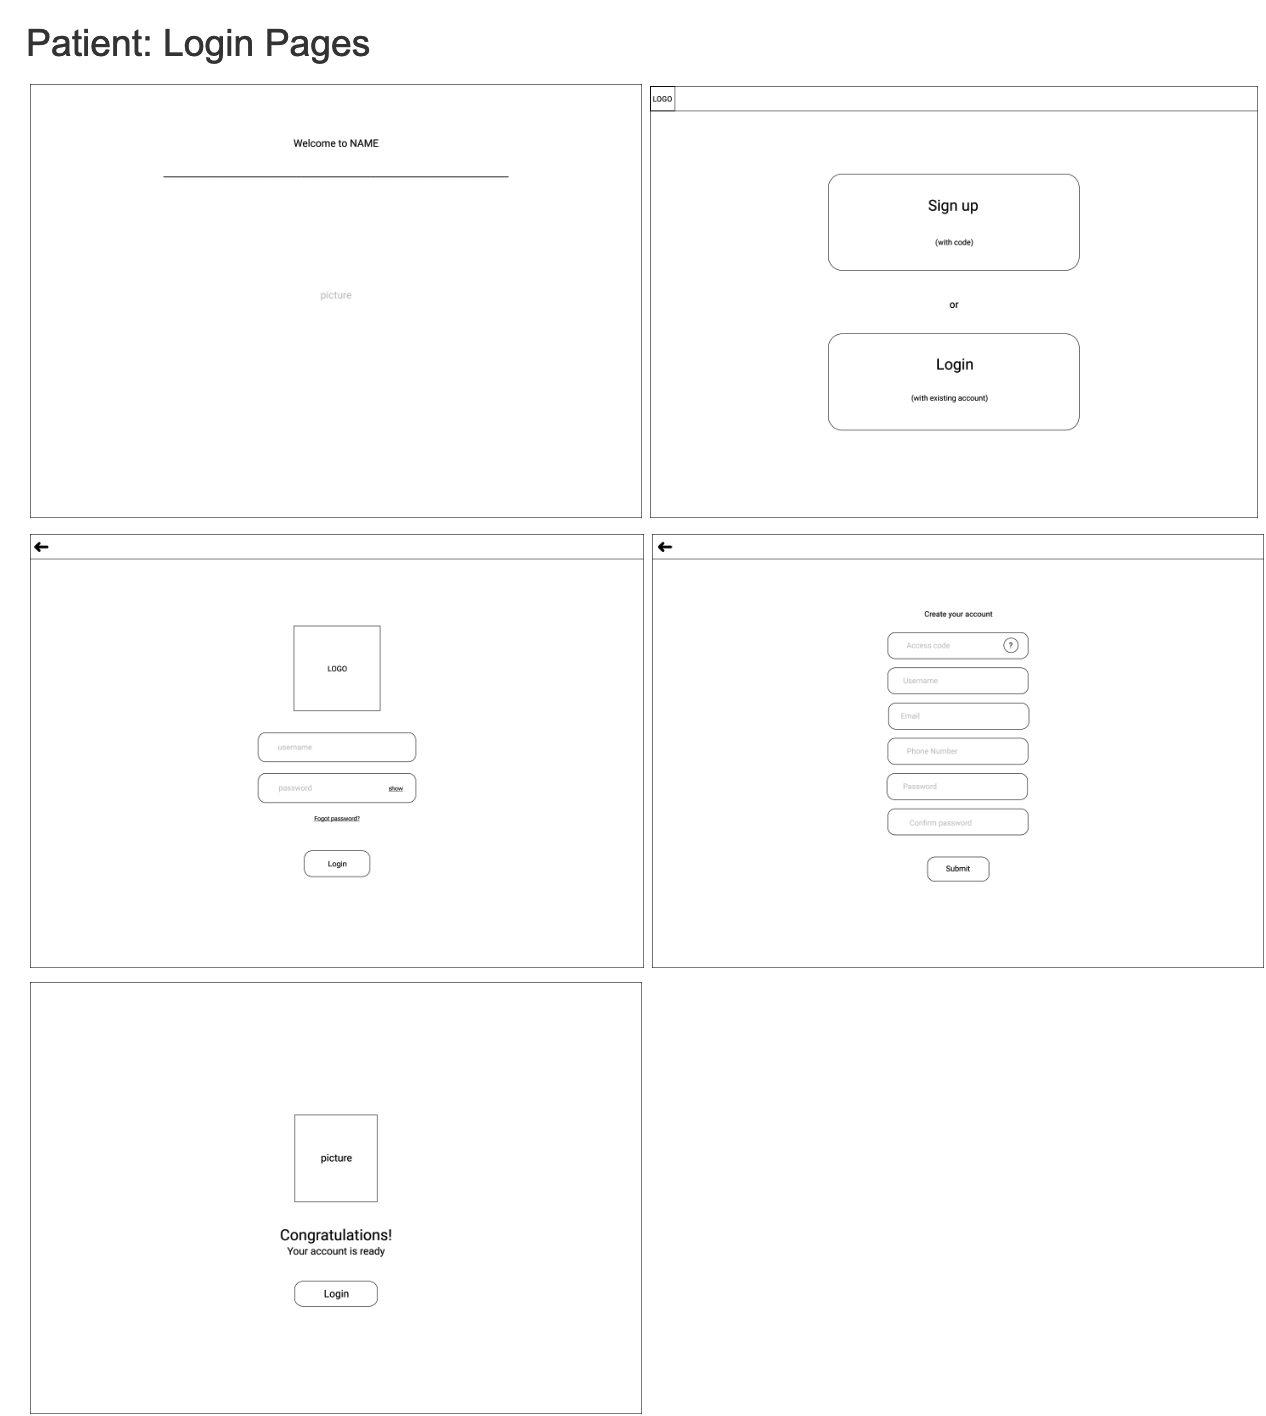 Patient: Login Pages
Welcome to NAME
picture
LOGO
Sign up
(with code)
or
Login
(with existing account)
LOGO
username
password show
Fogot password?
Login
Create your account
Access code ?
Username
Email
Phone Number
Password
Confirm password
Submit
picture
Congratulations!
Your account is ready
Login